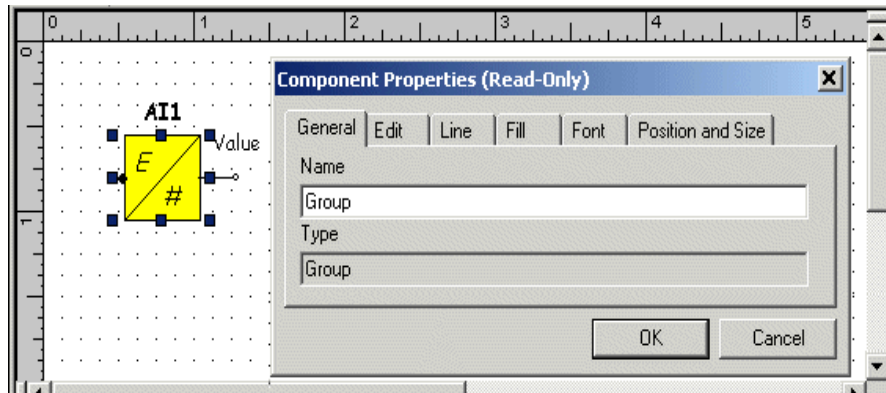 0 1 2 3 4 5
0
Component Properties (Read-Only)
AI1
General Edit Line Fill Font Position and Size
Value
E
Name
#
Group
Type
1
Group
OK Cancel